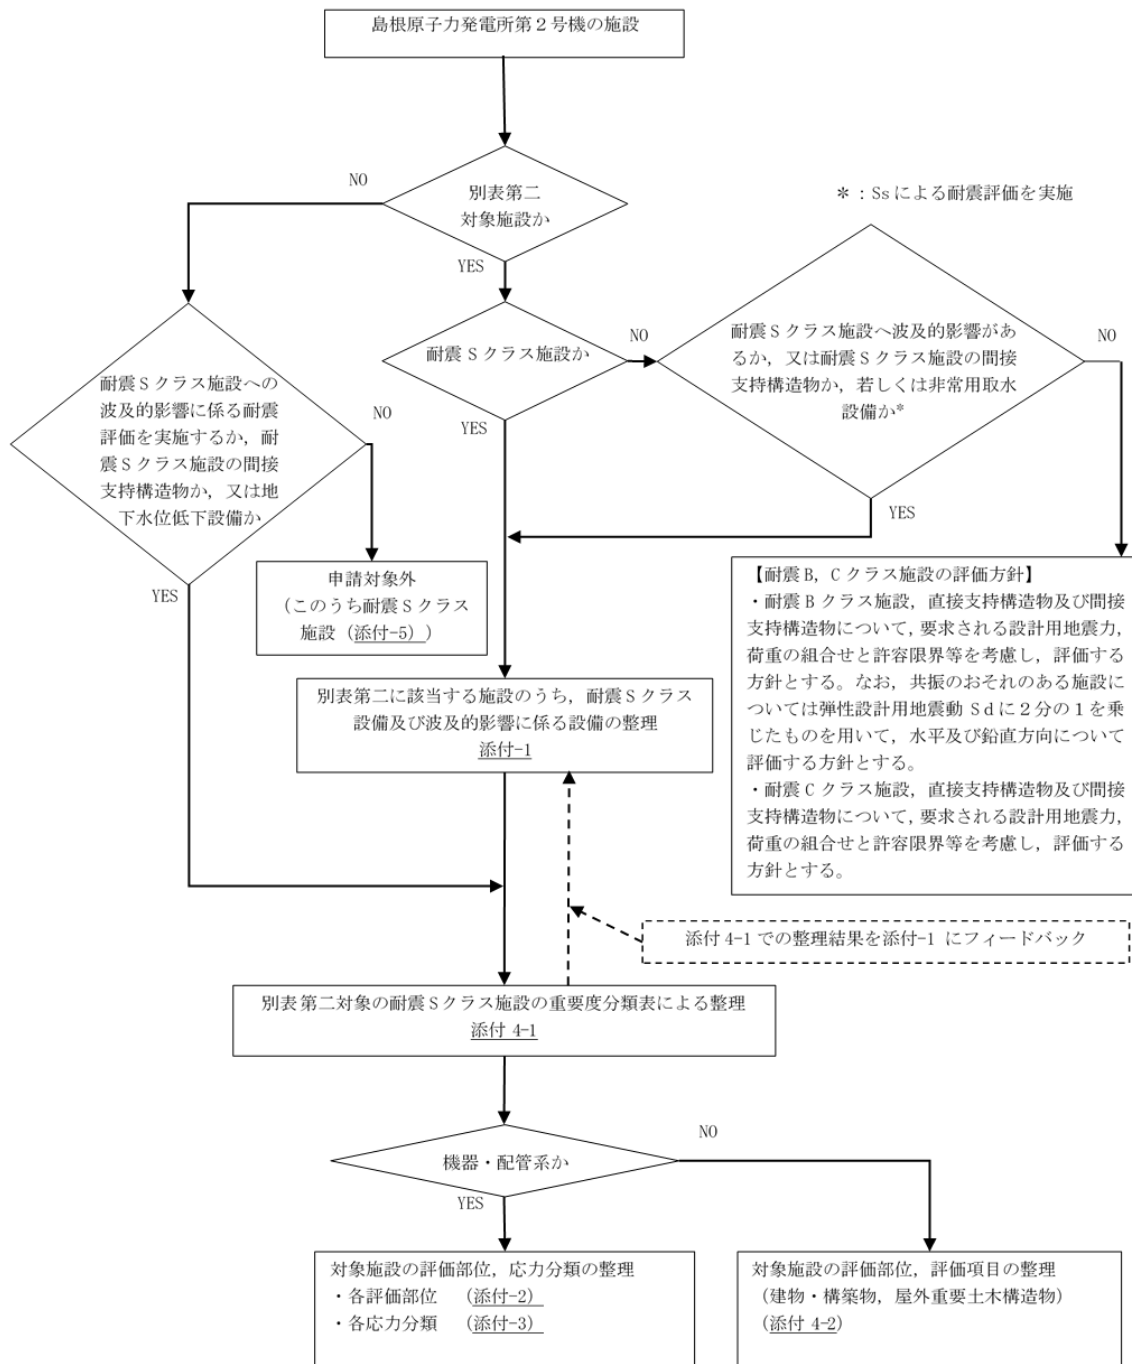 島根原子力発電所第２号機の施設
NO
別表第二
対象施設か
YES
＊：Ssによる耐震評価を実施
耐震Ｓクラス施設か
NO
YES
耐震Ｓクラス施設へ波及的影響があ
るか，又は耐震Ｓクラス施設の間接
支持構造物か，若しくは非常用取水
設備か*
NO
YES
耐震Ｓクラス施設への
波及的影響に係る耐震
評価を実施するか，耐
震Ｓクラス施設の間接
支持構造物か，又は地
下水位低下設備か
NO
YES
申請対象外
（このうち耐震Ｓクラス
施設（添付-5））
【耐震Ｂ，Ｃクラス施設の評価方針】
・耐震Ｂクラス施設，直接支持構造物及び間接
支持構造物について，要求される設計用地震力，
荷重の組合せと許容限界等を考慮し，評価する
方針とする。なお，共振のおそれのある施設に
ついては弾性設計用地震動Ｓｄに２分の１を乗
じたものを用いて，水平及び鉛直方向について
評価する方針とする。
・耐震Ｃクラス施設，直接支持構造物及び間接
支持構造物について，要求される設計用地震力，
荷重の組合せと許容限界等を考慮し，評価する
方針とする。
別表第二に該当する施設のうち，耐震Ｓクラス
設備及び波及的影響に係る設備の整理
添付-1
添付4-1での整理結果を添付-1 にフィードバック
別表第二対象の耐震Ｓクラス施設の重要度分類表による整理
添付 4-1
機器・配管系か
NO
YES
対象施設の評価部位，応力分類の整理
・各評価部位　（添付-2）
・各応力分類　（添付-3）
対象施設の評価部位，評価項目の整理
（建物・構築物，屋外重要土木構造物）
（添付 4-2）